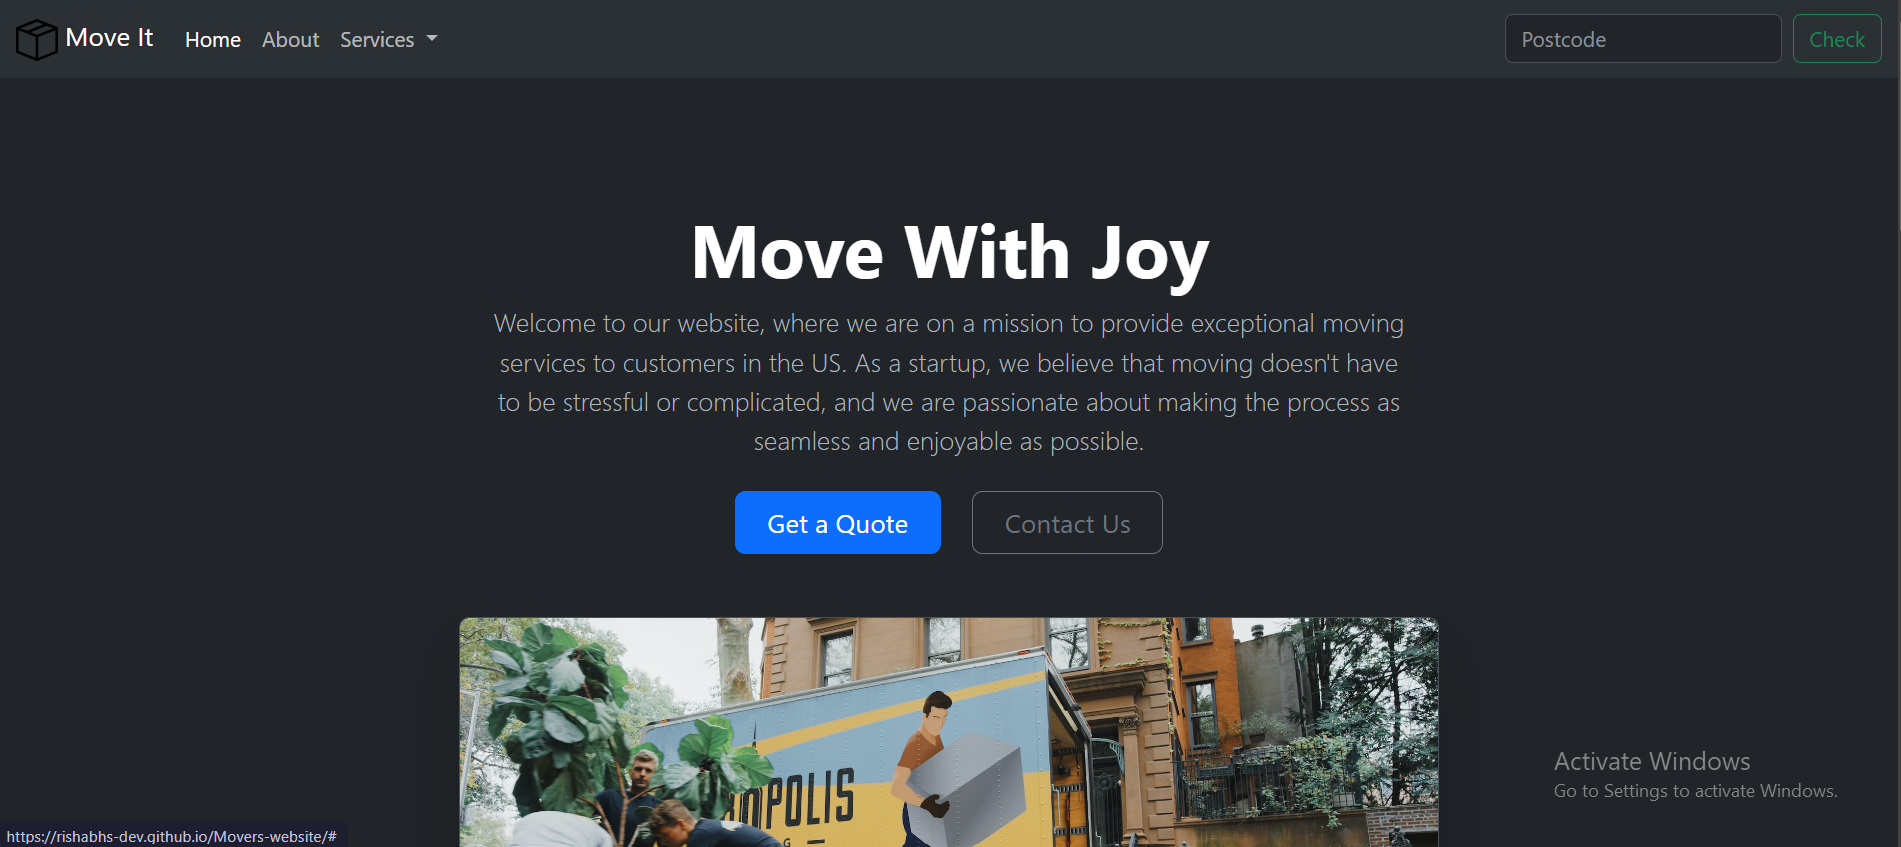 Move It
Home
About
Services
Postcode
Check
Move With Joy
Welcome to our website, where we are on a mission to provide exceptional moving
services to customers in the US. As a startup, we believe that moving doesn't have
to be stressful or complicated, and we are passionate about making the process as
seamless and enjoyable as possible.
Get a Quote
Contact Us
POLIS
Activate Windows
Go to Settings to activate Windows.
https://rishabhs-dev.github.io/Movers-website/#